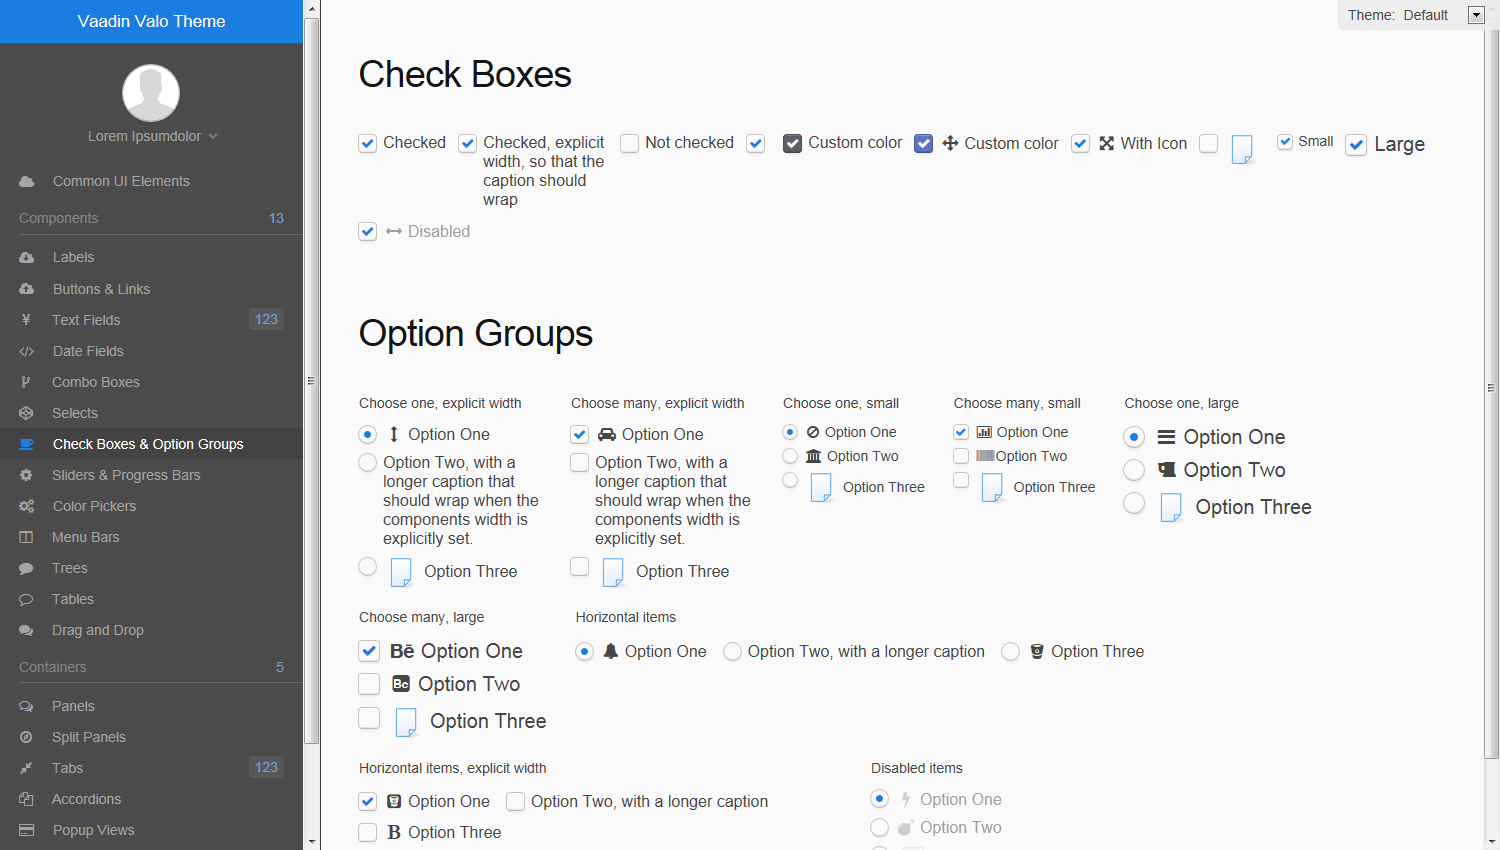 Vaadin Valo Theme
Lorem Ipsumdolor
Common UI Elements
Components 13
Labels
Buttons & Links
Text Fields 123
Date Fields
Combo Boxes
Selects
Check Boxes & Option Groups
Sliders & Progress Bars
Color Pickers
Menu Bars
Trees
Tables
Drag and Drop
Containers 5
Panels
Split Panels
Tabs 123
Accordions
Popup Views
Theme: Default
Check Boxes
Checked
Checked, explicit
width, so that the
caption should
wrap
Not checked
Custom color
Custom color
With Icon
Small
Large
Disabled
Option Groups
Choose one, explicit width
Option One
Option Two, with a
longer caption that
should wrap when the
components width is
explicitly set.
Option Three
Choose many, explicit width
Option One
Option Two, with a
longer caption that
should wrap when the
components width is
explicitly set.
Option Three
Choose one, small
Option One
Option Two
Option Three
Choose many, small
Option One
Option Two
Option Three
Choose one, large
Option One
Option Two
Option Three
Choose many, large
Option One
Option Two
Option Three
Horizontal items
Option One
Option Two, with a longer caption
Option Three
Horizontal items, explicit width
Option One
Option Two, with a longer caption
Option Three
Disabled items
Option One
Option Two